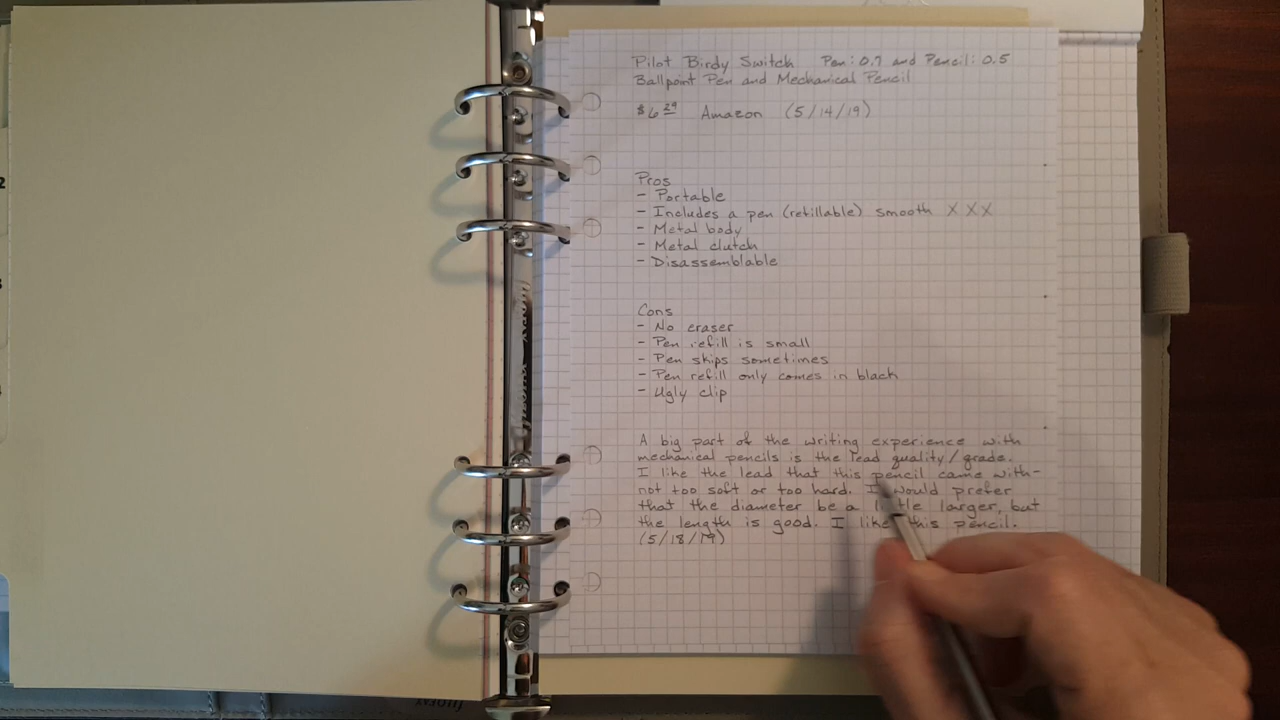 Pilot Birdy Switch Pen: 0.7 and Pencil: 0.5
Ballpoint Pen and Mechanical Pencil
$6.29 Amazon (5/14/19)
Pros
- Portable
- Includes a pen (refillable) smooth X X X
- Metal body
- Metal clutch
- Disassemblable
Cons
- No eraser
- Pen refill is small
- Pen skips sometimes
- Pen refill only comes in black
- Ugly clip
A big part of the writing experience with
mechanical pencils is the lead quality/grade.
I like the lead that this pencil came with-
not too soft or too hard. I would prefer
that the diameter be a little larger, but
the length is good. I like this pencil.
(5/18/19)
FILOFAX
2